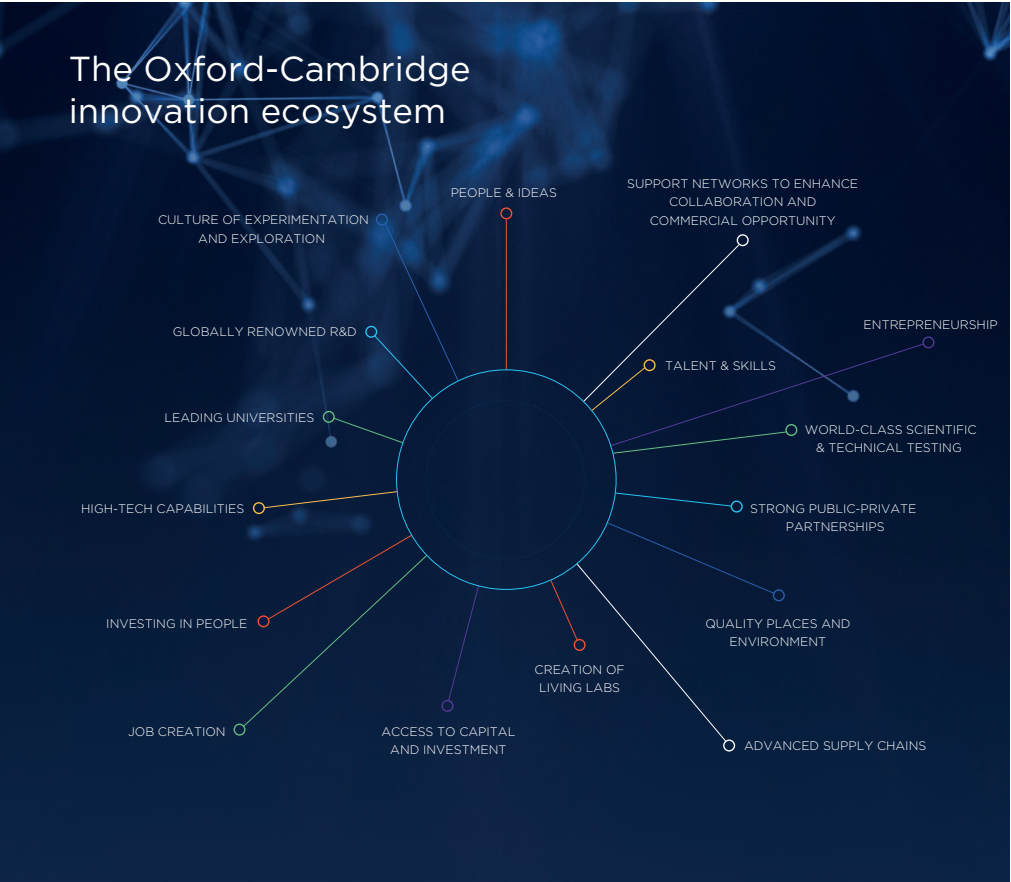 The Oxford-Cambridge
innovation ecosystem
PEOPLE & IDEAS
SUPPORT NETWORKS TO ENHANCE
COLLABORATION AND
COMMERCIAL OPPORTUNITY
CULTURE OF EXPERIMENTATION
AND EXPLORATION
ENTREPRENEURSHIP
GLOBALLY RENOWNED R&D
TALENT & SKILLS
LEADING UNIVERSITIES
WORLD-CLASS SCIENTIFIC
& TECHNICAL TESTING
HIGH-TECH CAPABILITIES
STRONG PUBLIC-PRIVATE
PARTNERSHIPS
INVESTING IN PEOPLE
QUALITY PLACES AND
ENVIRONMENT
CREATION OF
LIVING LABS
JOB CREATION
ACCESS TO CAPITAL
AND INVESTMENT
ADVANCED SUPPLY CHAINS